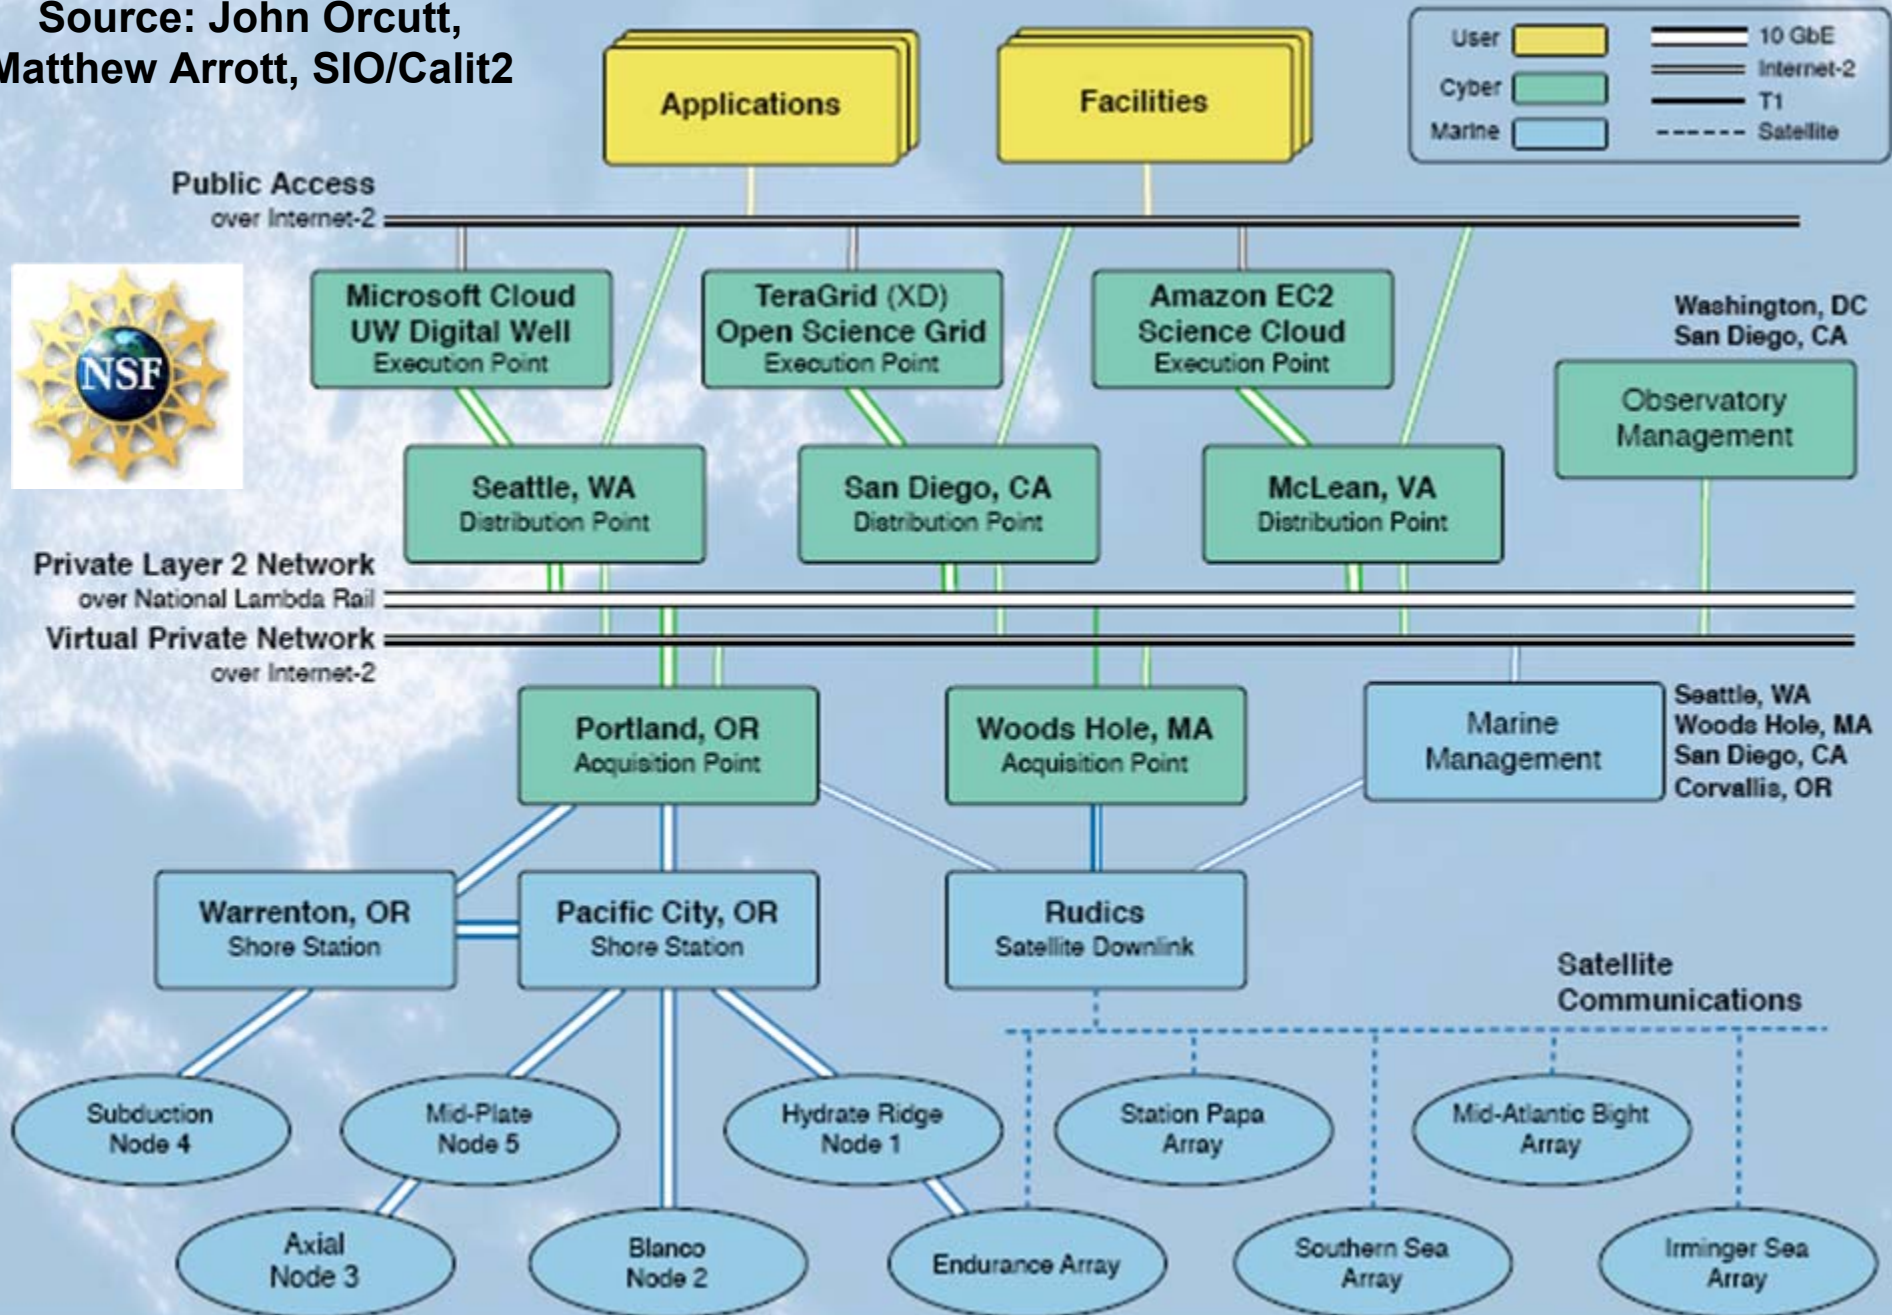 Source: John Orcutt,
Matthew Arrott, SIO/Calit2
Applications
Facilities
User
Cyber
Marine
10 GbE
Internet-2
T1
Satellite
Public Access
over Internet-2
NSF
Microsoft Cloud
UW Digital Well
Execution Point
TeraGrid (XD)
Open Science Grid
Execution Point
Amazon EC2
Science Cloud
Execution Point
Washington, DC
San Diego, CA
Observatory
Management
Seattle, WA
Distribution Point
San Diego, CA
Distribution Point
McLean, VA
Distribution Point
Private Layer 2 Network
over National Lambda Rail
Virtual Private Network
over Internet-2
Portland, OR
Acquisition Point
Woods Hole, MA
Acquisition Point
Marine
Management
Seattle, WA
Woods Hole, MA
San Diego, CA
Corvallis, OR
Warrenton, OR
Shore Station
Pacific City, OR
Shore Station
Rudics
Satellite Downlink
Satellite
Communications
Subduction
Node 4
Mid-Plate
Node 5
Hydrate Ridge
Node 1
Station Papa
Array
Mid-Atlantic Bight
Array
Axial
Node 3
Blanco
Node 2
Endurance Array
Southern Sea
Array
Irminger Sea
Array